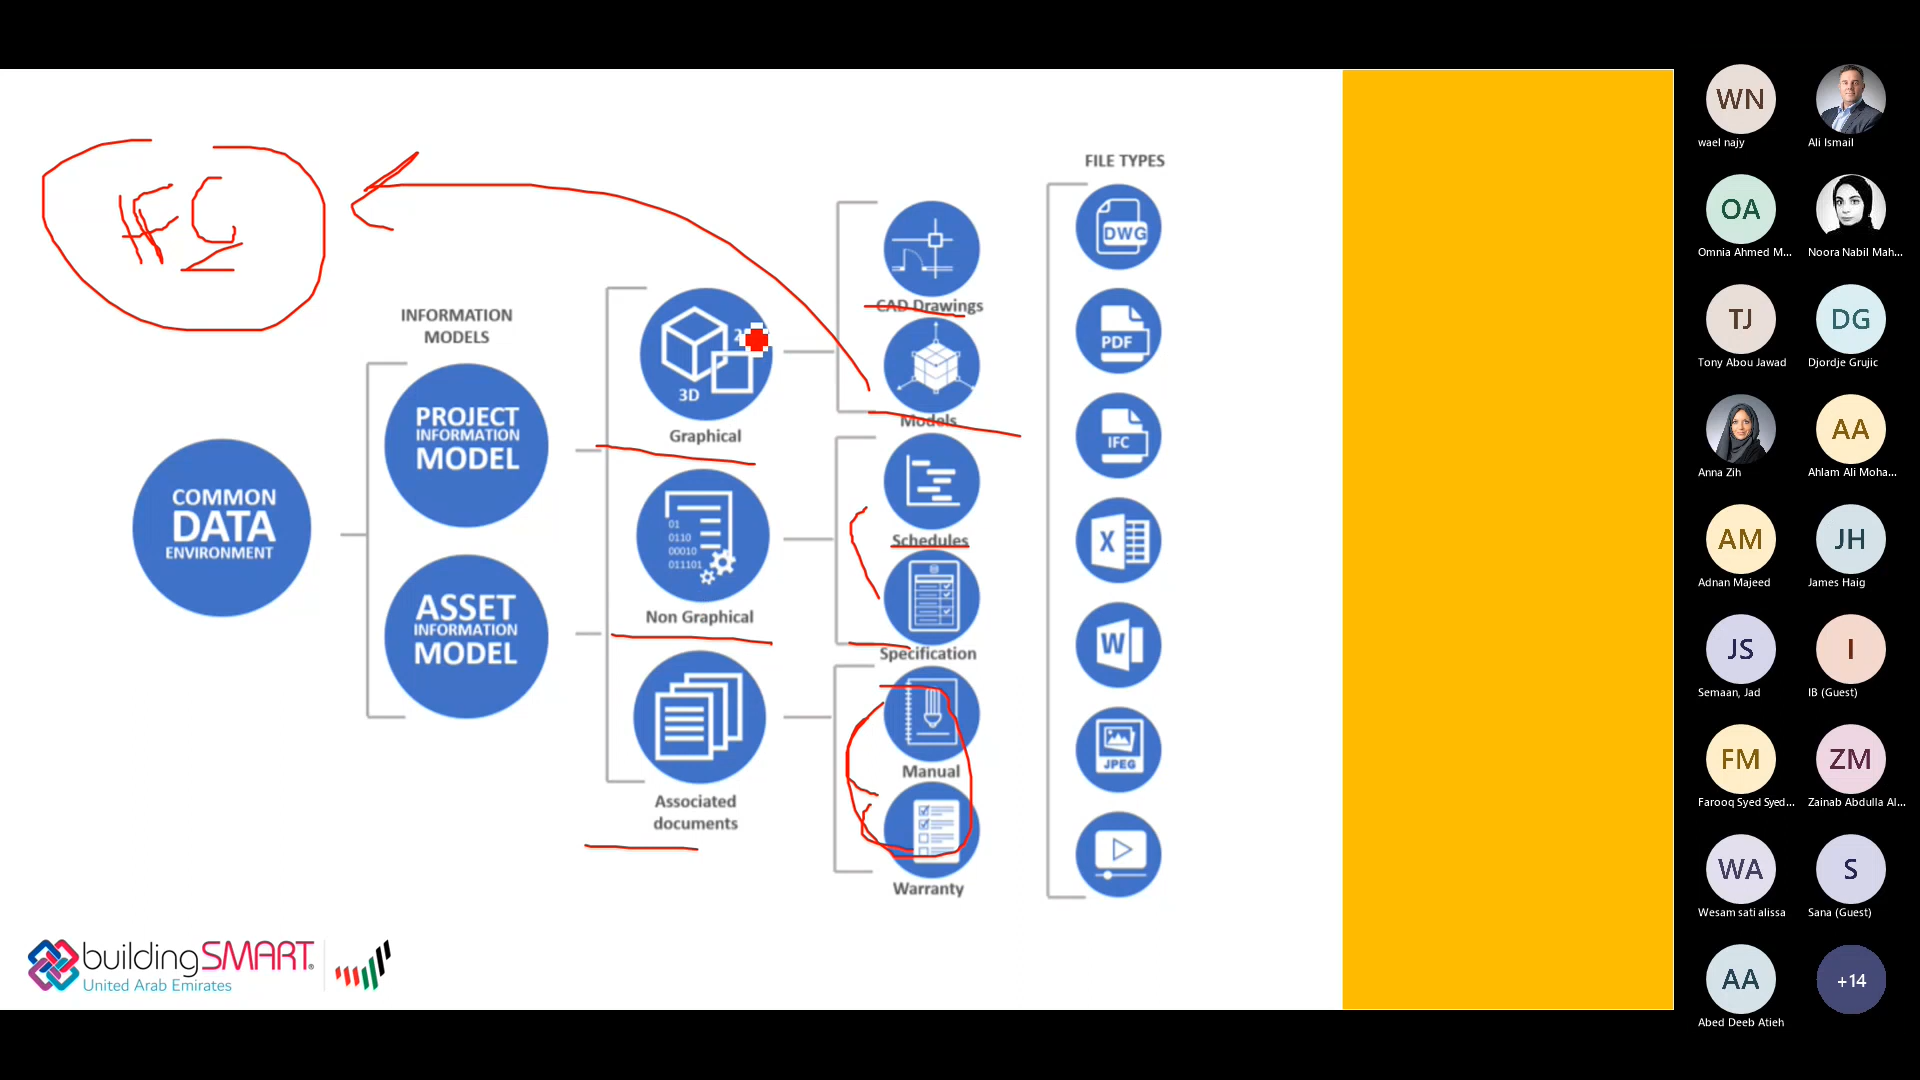 IFC
FILE TYPES
DWG
PDF
IFC
X
W
JPEG
CAD Drawings
Models
Schedules
Specification
Manual
Warranty
3D
Graphical
01
0110
00010
011101
Non Graphical
Associated
documents
INFORMATION
MODELS
PROJECT
INFORMATION
MODEL
ASSET
INFORMATION
MODEL
COMMON
DATA
ENVIRONMENT
buildingSMART®
United Arab Emirates
WN
wael najy
Ali Ismail
OA
Omnia Ahmed M...
Noora Nabil Mah...
TJ
Tony Abou Jawad
DG
Djordje Grujic
Anna Zih
AA
Ahlam Ali Moha...
AM
Adnan Majeed
JH
James Haig
JS
Semaan, Jad
I
IB (Guest)
FM
Farooq Syed Syed...
ZM
Zainab Abdulla Al...
WA
Wesam sati alissa
S
Sana (Guest)
AA
Abed Deeb Atieh
+14